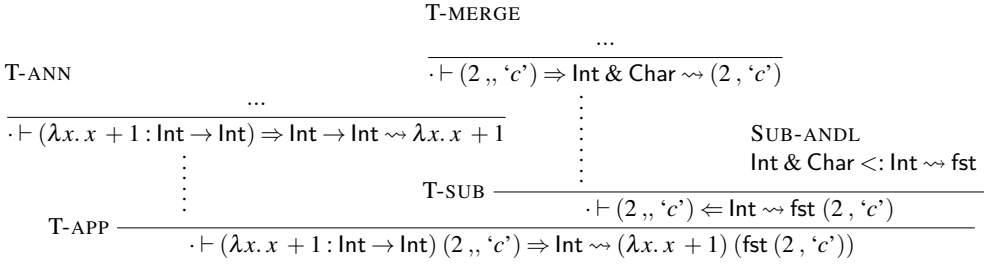 T-MERGE
...
· ⊢ (2 ,, ‘c’) ⇒ Int & Char ⇝ (2 , ‘c’)
T-ANN
...
· ⊢ (λx. x + 1 : Int → Int) ⇒ Int → Int ⇝ λx. x + 1
SUB-ANDL
Int & Char <: Int ⇝ fst
T-SUB
· ⊢ (2 ,, ‘c’) ⇐ Int ⇝ fst (2 , ‘c’)
T-APP
· ⊢ (λx. x + 1 : Int → Int) (2 ,, ‘c’) ⇒ Int ⇝ (λx. x + 1) (fst (2 , ‘c’))